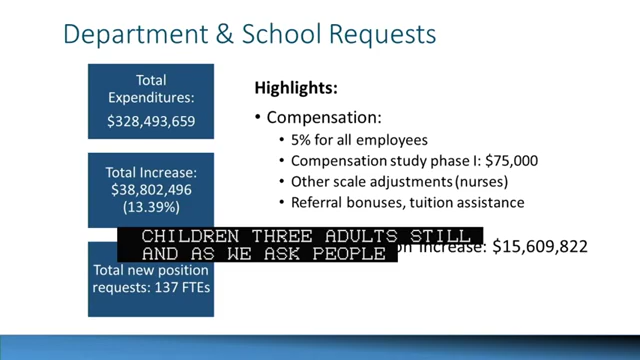 Department & School Requests
Total
Expenditures:
$328,493,659
Total Increase:
$38,802,496
(13.39%)
Total new position
requests: 137 FTEs
Highlights:
• Compensation:
• 5% for all employees
• Compensation study phase I: $75,000
• Other scale adjustments (nurses)
• Referral bonuses, tuition assistance
on Increase: $15,609,822
CHILDREN THREE ADULTS STILL
AND AS WE ASK PEOPLE